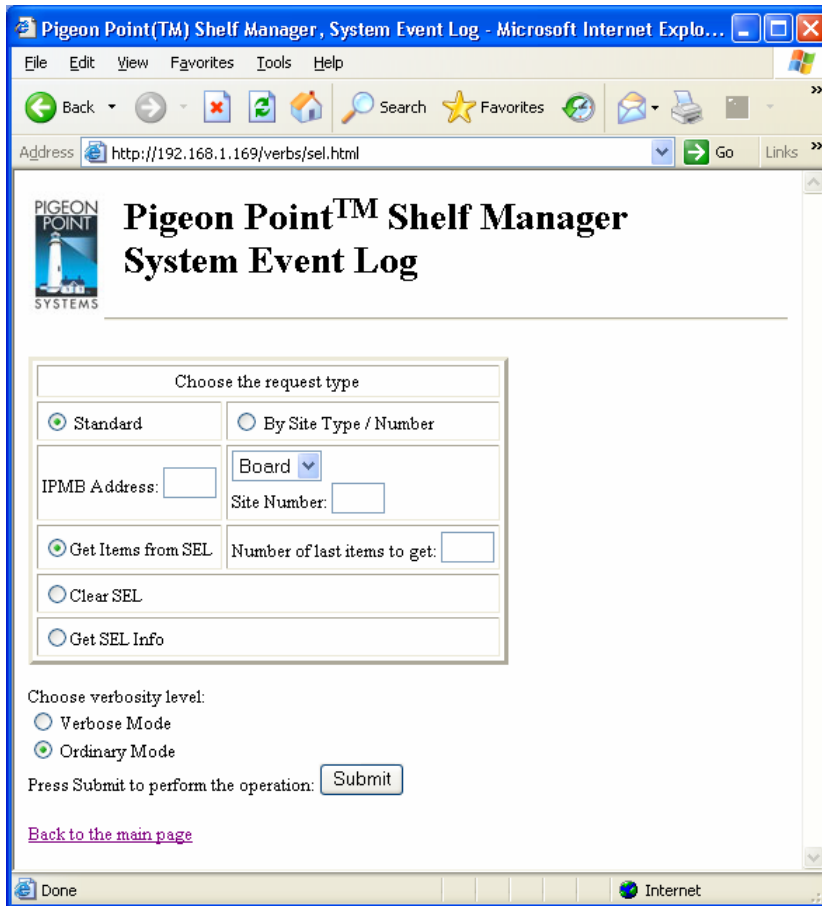 Pigeon Point(TM) Shelf Manager, System Event Log - Microsoft Internet Explo...
File Edit View Favorites Tools Help
Back Search Favorites »
Address http://192.168.1.169/verbs/sel.html Go Links »
PIGEON
POINT
SYSTEMS
Pigeon Point™ Shelf Manager
System Event Log
Choose the request type
Standard By Site Type / Number
IPMB Address: Board
Site Number:
Get Items from SEL Number of last items to get:
Clear SEL
Get SEL Info
Choose verbosity level:
Verbose Mode
Ordinary Mode
Press Submit to perform the operation: Submit
Back to the main page
Done Internet